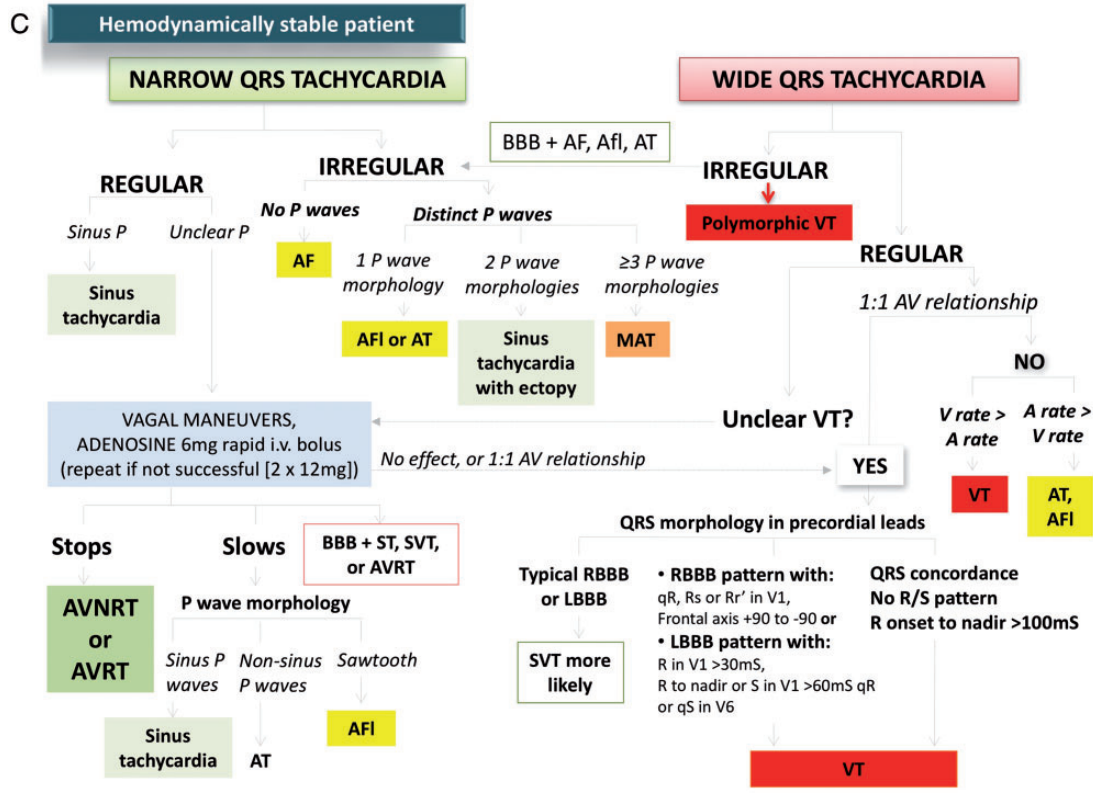 C
Hemodynamically stable patient
NARROW QRS TACHYCARDIA
WIDE QRS TACHYCARDIA
BBB + AF, Afl, AT
IRREGULAR
IRREGULAR
REGULAR
No P waves
Distinct P waves
Polymorphic VT
Sinus P
Unclear P
AF
1 P wave
morphology
2 P wave
morphologies
≥3 P wave
morphologies
REGULAR
1:1 AV relationship
Sinus
tachycardia
AFl or AT
Sinus
tachycardia
with ectopy
MAT
NO
VAGAL MANEUVERS,
ADENOSINE 6mg rapid i.v. bolus
(repeat if not successful [2 x 12mg])
Unclear VT?
V rate >
A rate
A rate >
V rate
No effect, or 1:1 AV relationship
YES
VT
AT,
AFl
QRS morphology in precordial leads
Stops
Slows
BBB + ST, SVT,
or AVRT
Typical RBBB
or LBBB
• RBBB pattern with:
qR, Rs or Rr’ in V1,
Frontal axis +90 to -90 or
• LBBB pattern with:
R in V1 >30mS,
R to nadir or S in V1 >60mS qR
or qS in V6
QRS concordance
No R/S pattern
R onset to nadir >100mS
AVNRT
or
AVRT
P wave morphology
Sinus P
waves
Non-sinus
P waves
Sawtooth
SVT more
likely
Sinus
tachycardia
AT
AFl
VT